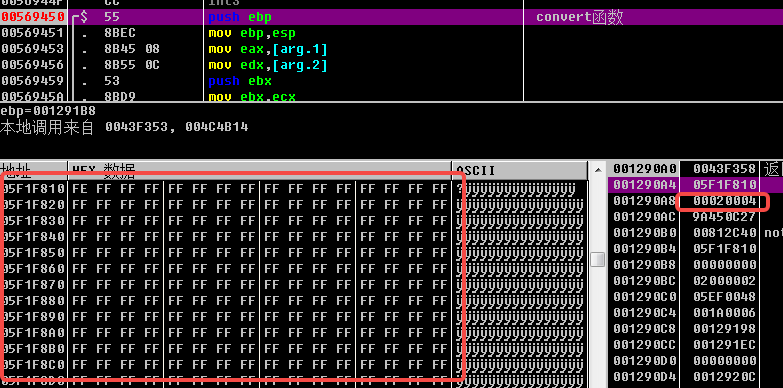 CC int3
00569450 $ 55 push ebp convert函数
00569451 . 8BEC mov ebp,esp
00569453 . 8B45 08 mov eax,[arg.1]
00569456 . 8B55 0C mov edx,[arg.2]
00569459 . 53 push ebx
0056945A . 8BD9 mov ebx,ecx
ebp=001291B8
本地调用来自 0043F353, 004C4B14
地址 HEX 数据 ASCII
05F1F810 FF FF FF FF FF FF FF FF FF FF FF FF FF FF FF FF ?ÿÿÿÿÿÿÿÿÿÿÿÿÿÿ
05F1F820 FF FF FF FF FF FF FF FF FF FF FF FF FF FF FF FF ÿÿÿÿÿÿÿÿÿÿÿÿÿÿÿÿ
05F1F830 FF FF FF FF FF FF FF FF FF FF FF FF FF FF FF FF ÿÿÿÿÿÿÿÿÿÿÿÿÿÿÿÿ
05F1F840 FF FF FF FF FF FF FF FF FF FF FF FF FF FF FF FF ÿÿÿÿÿÿÿÿÿÿÿÿÿÿÿÿ
05F1F850 FF FF FF FF FF FF FF FF FF FF FF FF FF FF FF FF ÿÿÿÿÿÿÿÿÿÿÿÿÿÿÿÿ
05F1F860 FF FF FF FF FF FF FF FF FF FF FF FF FF FF FF FF ÿÿÿÿÿÿÿÿÿÿÿÿÿÿÿÿ
05F1F870 FF FF FF FF FF FF FF FF FF FF FF FF FF FF FF FF ÿÿÿÿÿÿÿÿÿÿÿÿÿÿÿÿ
05F1F880 FF FF FF FF FF FF FF FF FF FF FF FF FF FF FF FF ÿÿÿÿÿÿÿÿÿÿÿÿÿÿÿÿ
05F1F890 FF FF FF FF FF FF FF FF FF FF FF FF FF FF FF FF ÿÿÿÿÿÿÿÿÿÿÿÿÿÿÿÿ
05F1F8A0 FF FF FF FF FF FF FF FF FF FF FF FF FF FF FF FF ÿÿÿÿÿÿÿÿÿÿÿÿÿÿÿÿ
05F1F8B0 FF FF FF FF FF FF FF FF FF FF FF FF FF FF FF FF ÿÿÿÿÿÿÿÿÿÿÿÿÿÿÿÿ
05F1F8C0 FF FF FF FF FF FF FF FF FF FF FF FF FF FF FF FF ÿÿÿÿÿÿÿÿÿÿÿÿÿÿÿÿ
001290A0 0043F358 返
001290A4 05F1F810
001290A8 00020004
001290AC 9A450C27
001290B0 00812C40 not
001290B4 05F1F810
001290B8 00000000
001290BC 02000002
001290C0 05EF0048
001290C4 001A0006
001290C8 00129198
001290CC 001291EC
001290D0 00000000
001290D4 0012920C